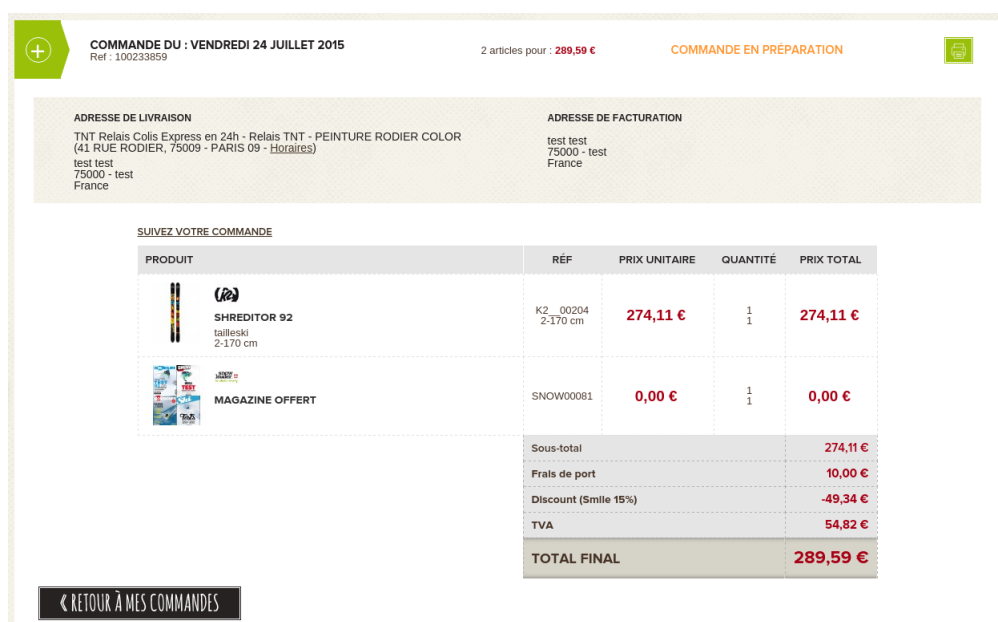 COMMANDE DU : VENDREDI 24 JUILLET 2015
Ref : 100233859
2 articles pour : 289,59 €
COMMANDE EN PRÉPARATION
ADRESSE DE LIVRAISON
TNT Relais Colis Express en 24h - Relais TNT - PEINTURE RODIER COLOR
(41 RUE RODIER, 75009 - PARIS 09 - Horaires)
test test
75000 - test
France
ADRESSE DE FACTURATION
test test
75000 - test
France
SUIVEZ VOTRE COMMANDE
PRODUIT RÉF PRIX UNITAIRE QUANTITÉ PRIX TOTAL
K2
SHREDITOR 92
tailleski
2-170 cm
K2__00204
2-170 cm
274,11 €
1
1
274,11 €
MAGAZINE OFFERT
SNOW00081
0,00 €
1
1
0,00 €
Sous-total 274,11 €
Frais de port 10,00 €
Discount (Smile 15%) -49,34 €
TVA 54,82 €
TOTAL FINAL 289,59 €
« RETOUR À MES COMMANDES